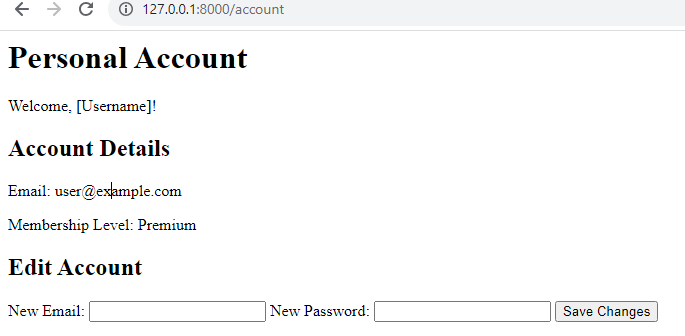 127.0.0.1:8000/account
Personal Account
Welcome, [Username]!
Account Details
Email: user@example.com
Membership Level: Premium
Edit Account
New Email: New Password: Save Changes